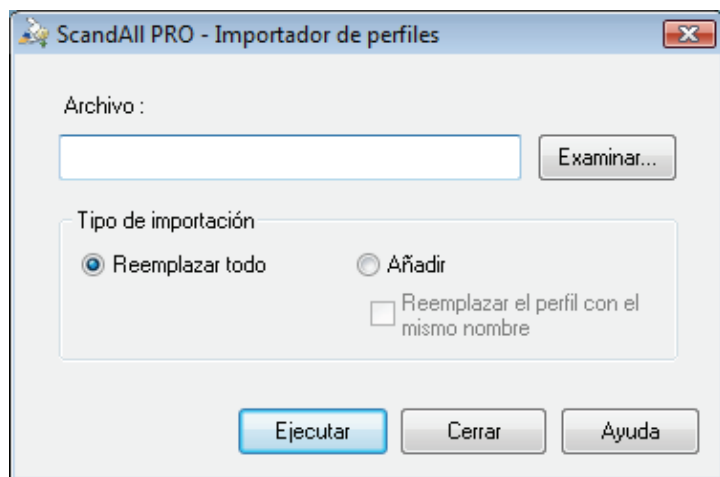 ScandAll PRO - Importador de perfiles
Archivo :
Examinar...
Tipo de importación
Reemplazar todo
Añadir
Reemplazar el perfil con el
mismo nombre
Ejecutar
Cerrar
Ayuda